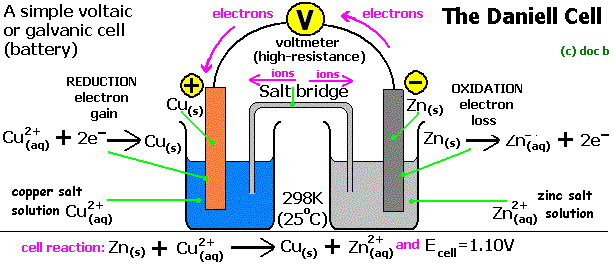 A simple voltaic
or galvanic cell
(battery)
electrons
V
electrons
The Daniell Cell
voltmeter
(high-resistance)
(c) doc b
ions ions
Salt bridge
+
−
REDUCTION
electron
gain
Cu(s)
Zn(s)
OXIDATION
electron
loss
Cu²⁺(aq) + 2e⁻ → Cu(s)
Zn(s) → Zn (aq) + 2e⁻
copper salt
solution Cu²⁺(aq)
298K
(25°C)
zinc salt
Zn²⁺(aq) solution
cell reaction: Zn(s) + Cu²⁺(aq) → Cu(s) + Zn²⁺(aq) and Ecell=1.10V